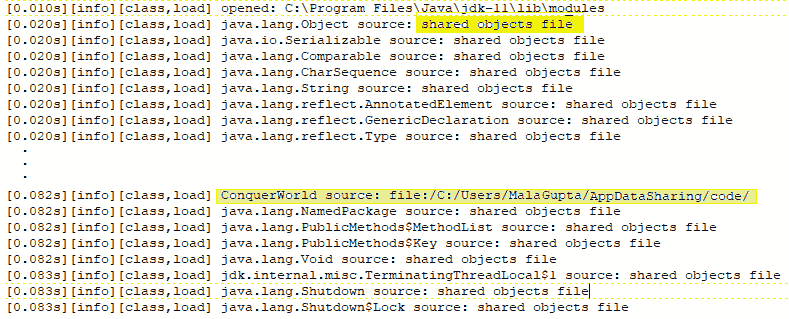 [0.010s][info][class,load] opened: C:\Program Files\Java\jdk-11\lib\modules
[0.020s][info][class,load] java.lang.Object source: shared objects file
[0.020s][info][class,load] java.io.Serializable source: shared objects file
[0.020s][info][class,load] java.lang.Comparable source: shared objects file
[0.020s][info][class,load] java.lang.CharSequence source: shared objects file
[0.020s][info][class,load] java.lang.String source: shared objects file
[0.020s][info][class,load] java.lang.reflect.AnnotatedElement source: shared objects file
[0.020s][info][class,load] java.lang.reflect.GenericDeclaration source: shared objects file
[0.020s][info][class,load] java.lang.reflect.Type source: shared objects file
.
.
.
[0.082s][info][class,load] ConquerWorld source: file:/C:/Users/MalaGupta/AppDataSharing/code/
[0.082s][info][class,load] java.lang.NamedPackage source: shared objects file
[0.082s][info][class,load] java.lang.PublicMethods$MethodList source: shared objects file
[0.082s][info][class,load] java.lang.PublicMethods$Key source: shared objects file
[0.082s][info][class,load] java.lang.Void source: shared objects file
[0.083s][info][class,load] jdk.internal.misc.TerminatingThreadLocal$1 source: shared objects file
[0.083s][info][class,load] java.lang.Shutdown source: shared objects file
[0.083s][info][class,load] java.lang.Shutdown$Lock source: shared objects file